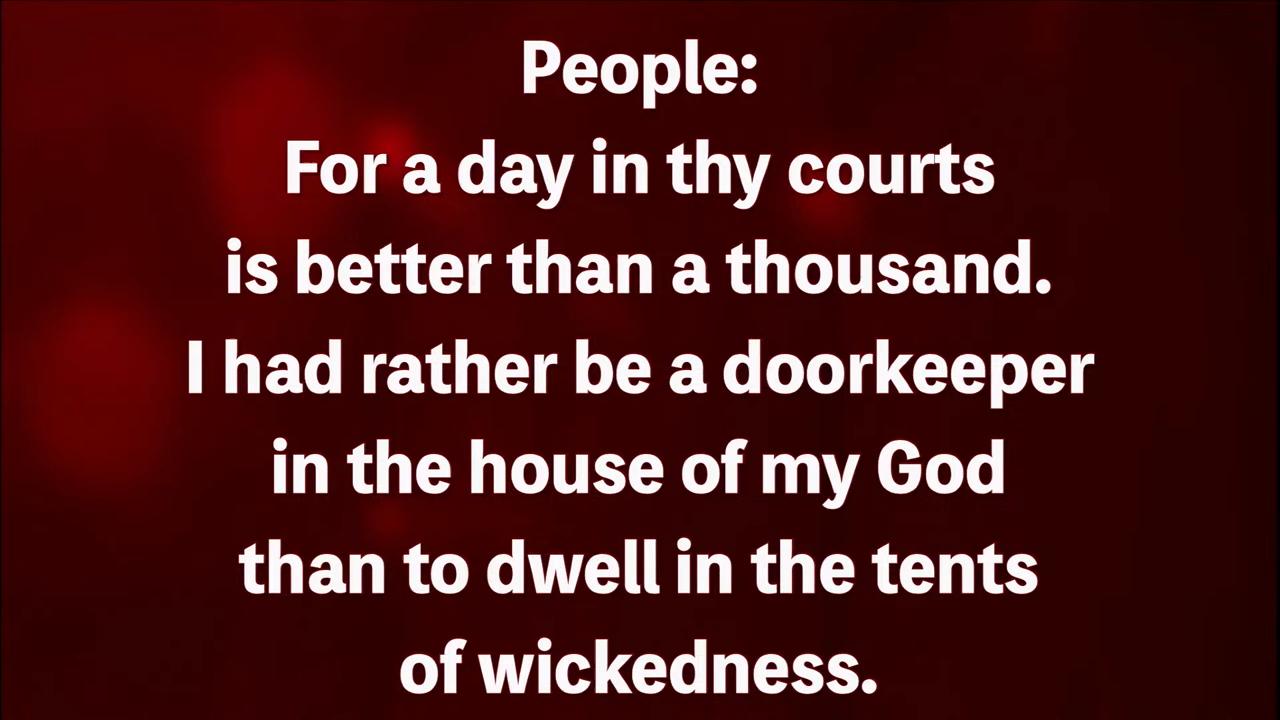 People:
For a day in thy courts
is better than a thousand.
I had rather be a doorkeeper
in the house of my God
than to dwell in the tents
of wickedness.